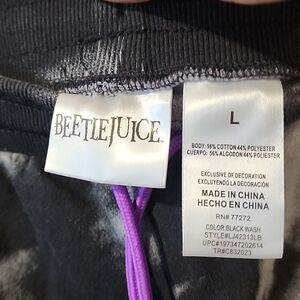 BEETLEJUICE
L
BODY: 56% COTTON 44% POLYESTER
CUERPO: 56% ALGODON 44% POLIESTER
EXCLUSIVE OF DECORATION
EXCLUYENDO LA DECORACIÓN
MADE IN CHINA
HECHO EN CHINA
RN# 77272
COLOR:BLACK WASH
STYLE#LJ42313LB
UPC#197347202614
TR#C832023